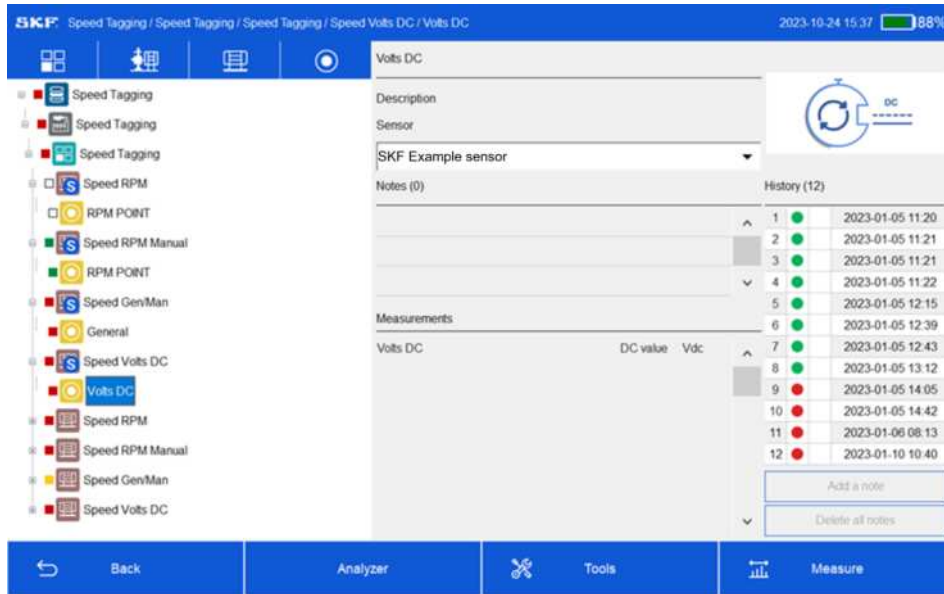 SKF. Speed Tagging / Speed Tagging / Speed Tagging / Speed Volts DC / Volts DC 2023-10-24 15:37 88%
Speed Tagging
Speed Tagging
Speed Tagging
Speed RPM
RPM POINT
Speed RPM Manual
RPM POINT
Speed Gen/Man
General
Speed Volts DC
Volts DC
Speed RPM
Speed RPM Manual
Speed Gen/Man
Speed Volts DC
Volts DC
Description
Sensor
SKF Example sensor
Notes (0)
Measurements
Volts DC DC value Vdc
DC
History (12)
1 2023-01-05 11:20
2 2023-01-05 11:21
3 2023-01-05 11:21
4 2023-01-05 11:22
5 2023-01-05 12:15
6 2023-01-05 12:39
7 2023-01-05 12:43
8 2023-01-05 13:12
9 2023-01-05 14:05
10 2023-01-05 14:42
11 2023-01-06 08:13
12 2023-01-10 10:40
Add a note
Delete all notes
Back Analyzer Tools Measure